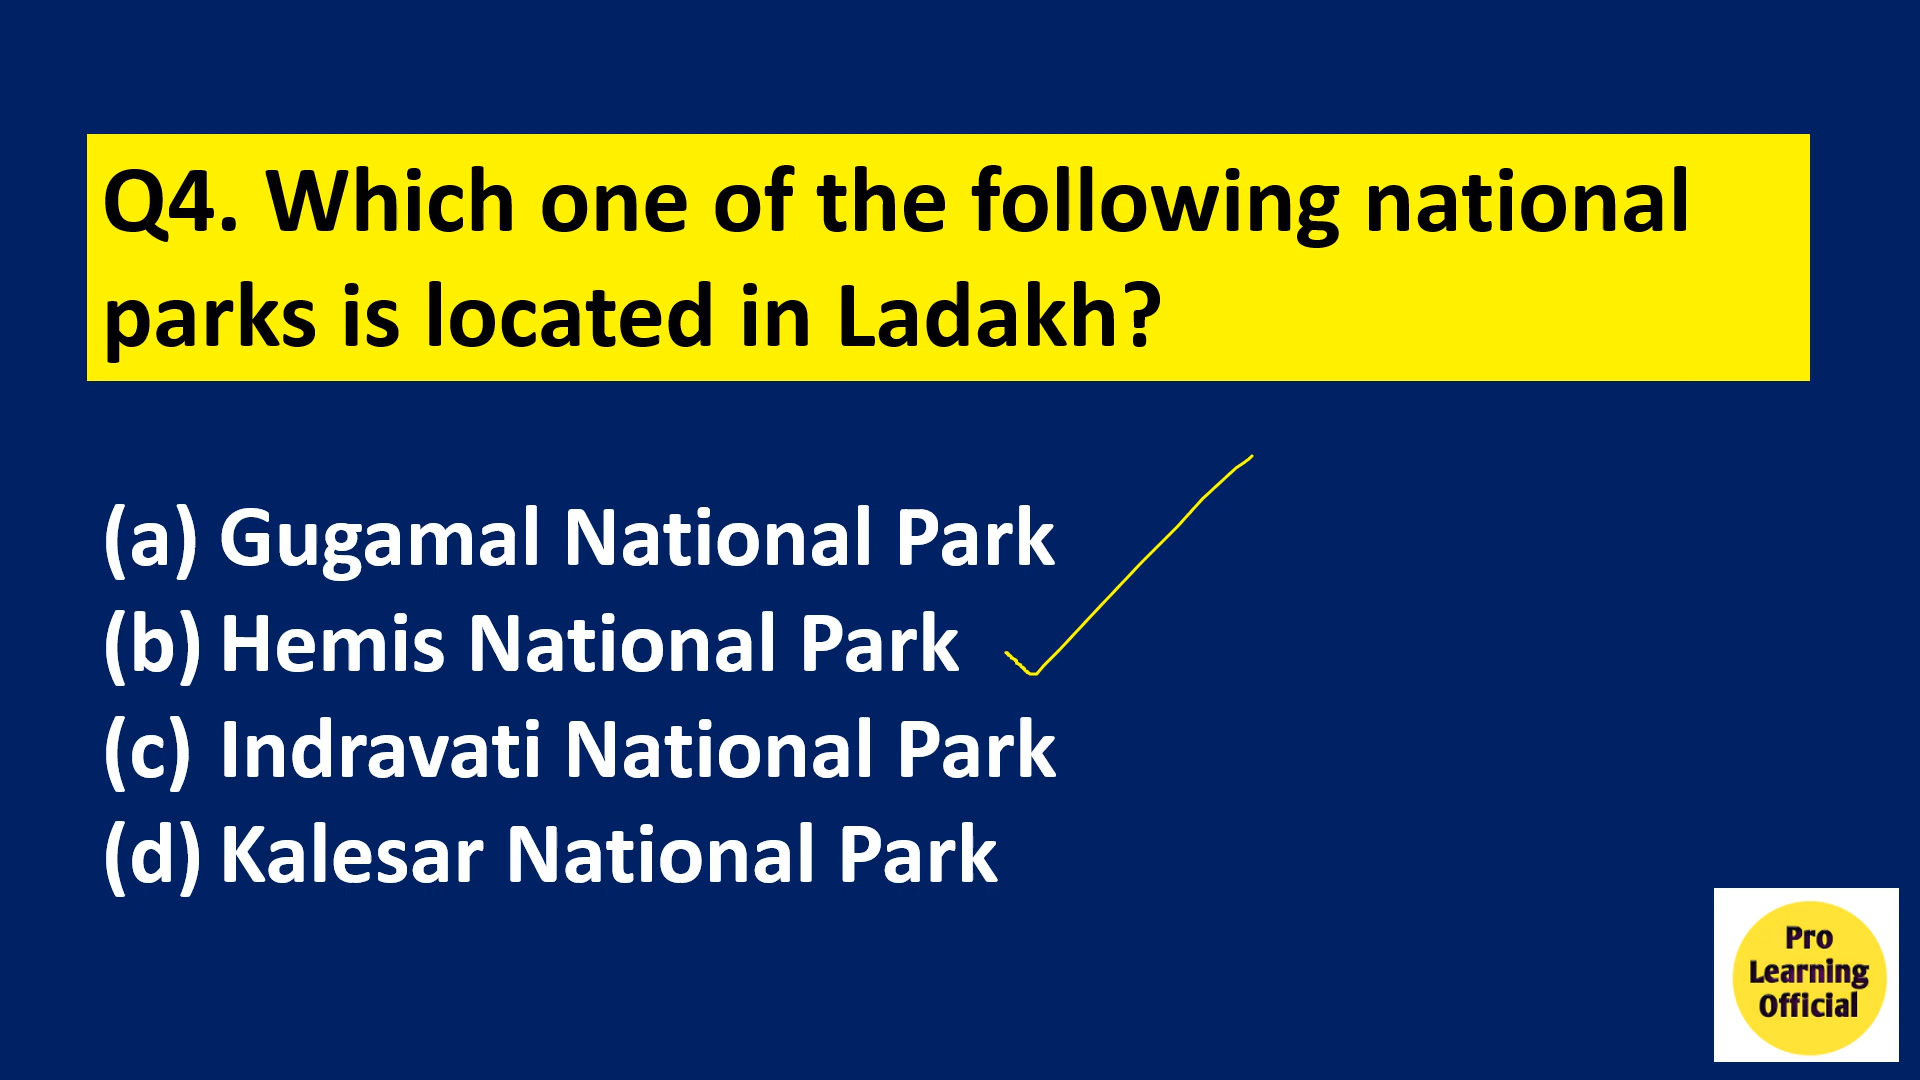 Q4. Which one of the following national
parks is located in Ladakh?
(a) Gugamal National Park
(b) Hemis National Park
(c) Indravati National Park
(d) Kalesar National Park
Pro
Learning
Official